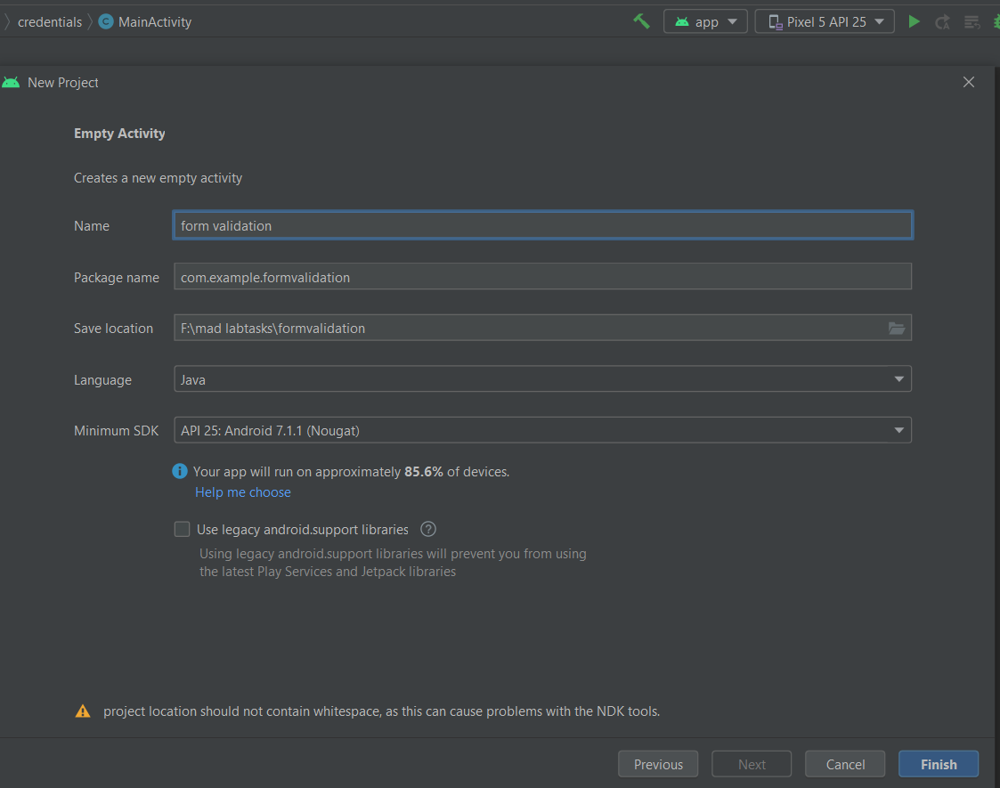 credentials MainActivity app Pixel 5 API 25
New Project
Empty Activity
Creates a new empty activity
Name form validation
Package name com.example.formvalidation
Save location F:\mad labtasks\formvalidation
Language Java
Minimum SDK API 25: Android 7.1.1 (Nougat)
Your app will run on approximately 85.6% of devices.
Help me choose
Use legacy android.support libraries
Using legacy android.support libraries will prevent you from using
the latest Play Services and Jetpack libraries
project location should not contain whitespace, as this can cause problems with the NDK tools.
Previous Next Cancel Finish